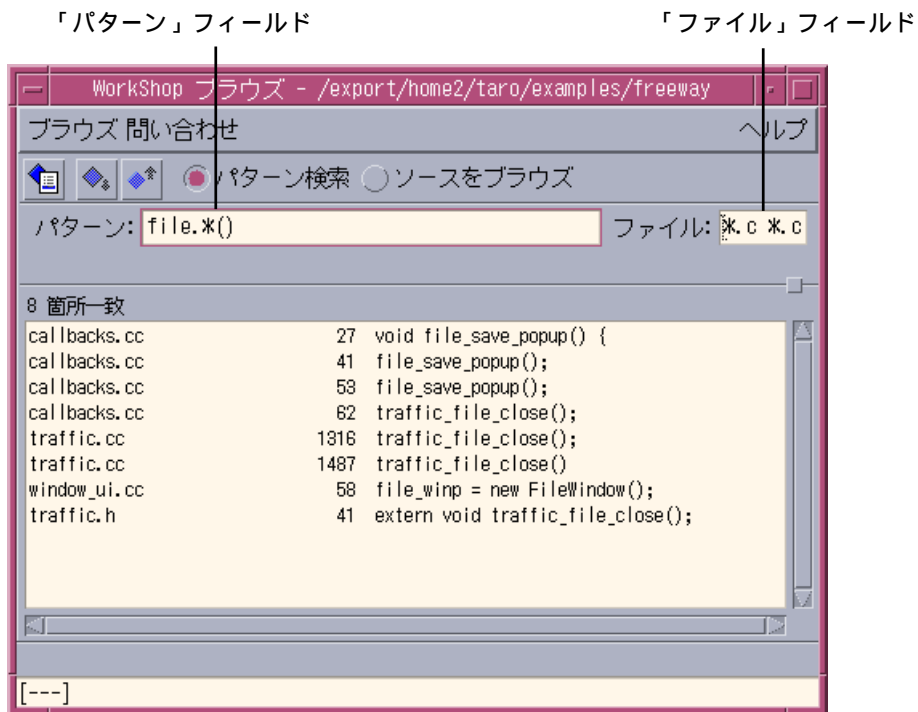 「パターン」フィールド 「ファイル」フィールド
WorkShop ブラウズ - /export/home2/taro/examples/freeway
ブラウズ 問い合わせ ヘルプ
パターン検索 ソースをブラウズ
パターン: file.*() ファイル: *.c *.c
8 箇所一致
callbacks.cc 27 void file_save_popup() {
callbacks.cc 41 file_save_popup();
callbacks.cc 53 file_save_popup();
callbacks.cc 62 traffic_file_close();
traffic.cc 1316 traffic_file_close();
traffic.cc 1487 traffic_file_close()
window_ui.cc 58 file_winp = new FileWindow();
traffic.h 41 extern void traffic_file_close();
[---]